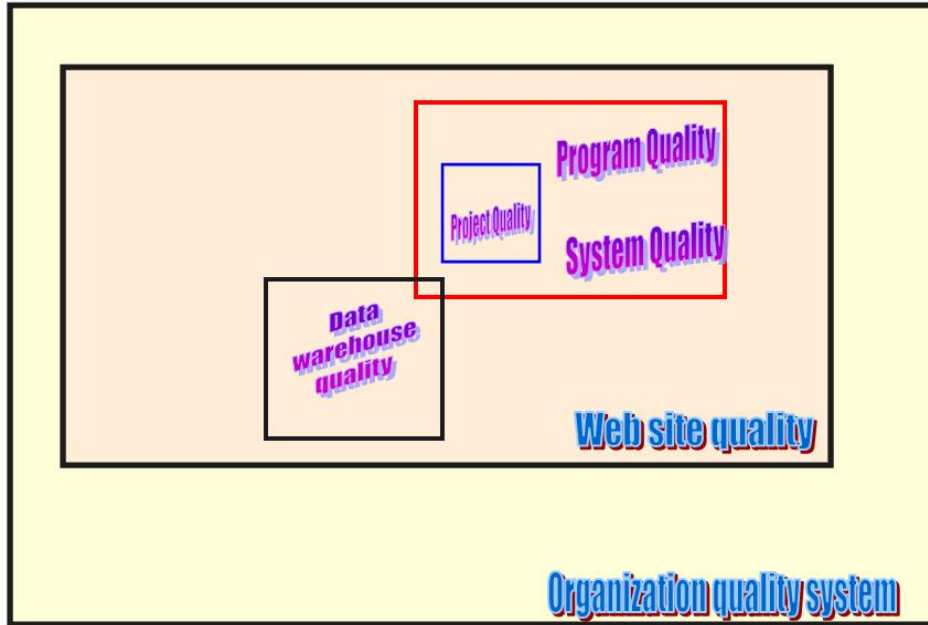 Program Quality
Project Quality
System Quality
Data
warehouse
quality
Web site quality
Organization quality system